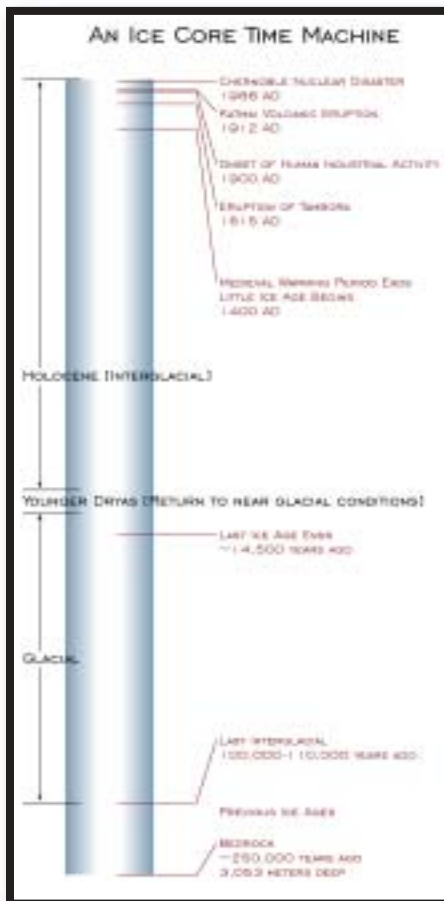 AN ICE CORE TIME MACHINE
CHERNOBLE NUCLEAR DISASTER
1986 AD
KATMAI VOLCANIC ERUPTION
1912 AD
ONSET OF HUMAN INDUSTRIAL ACTIVITY
1900 AD
ERUPTION OF TAMBORA
1815 AD
MEDIEVAL WARMING PERIOD ENDS
LITTLE ICE AGE BEGINS
1400 AD
HOLOCENE (INTERGLACIAL)
YOUNGER DRYAS (RETURN TO NEAR GLACIAL CONDITIONS)
LAST ICE AGE ENDS
~14,500 YEARS AGO
GLACIAL
LAST INTERGLACIAL
100,000-110,000 YEARS AGO
PREVIOUS ICE AGES
BEDROCK
~250,000 YEARS AGO
3,053 METERS DEEP